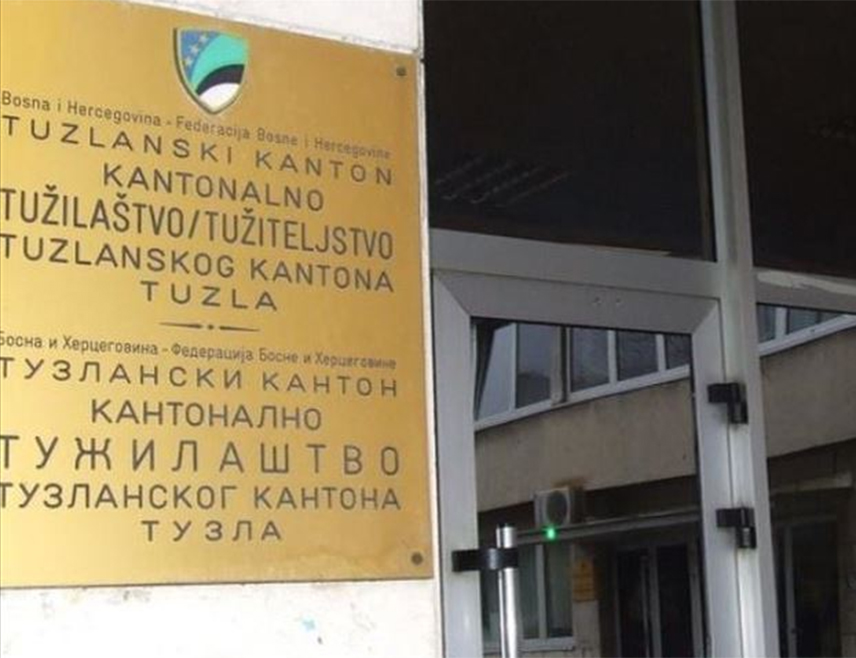 Bosna i Hercegovina - Federacija Bosne i Hercegovine
TUZLANSKI KANTON
KANTONALNO
TUŽILAŠTVO/TUŽITELJSTVO
TUZLANSKOG KANTONA
TUZLA
Босна и Херцеговина - Федерација Босне и Херцеговине
ТУЗЛАНСКИ КАНТОН
КАНТОНАЛНО
ТУЖИЛАШТВО
ТУЗЛАНСКОГ КАНТОНА
ТУЗЛА